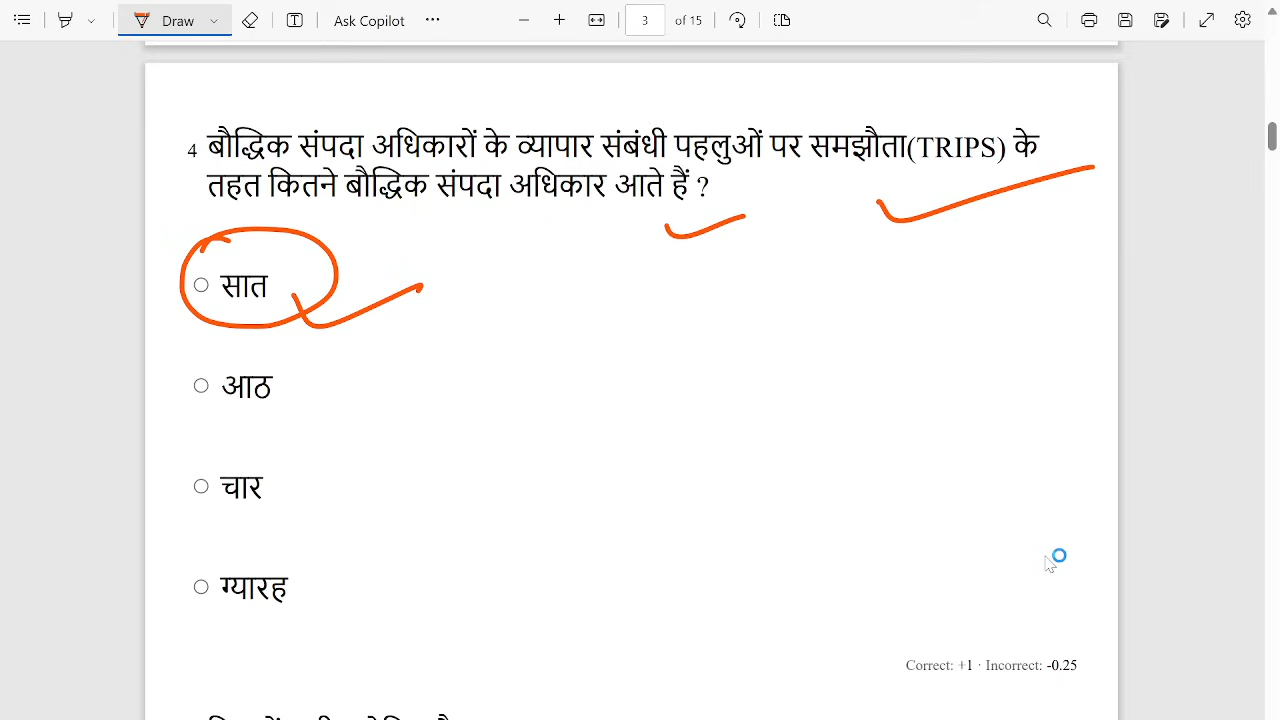 Draw
Ask Copilot
3 of 15
4 बौद्धिक संपदा अधिकारों के व्यापार संबंधी पहलुओं पर समझौता(TRIPS) के
तहत कितने बौद्धिक संपदा अधिकार आते हैं ?
सात
आठ
चार
ग्यारह
Correct: +1 · Incorrect: -0.25